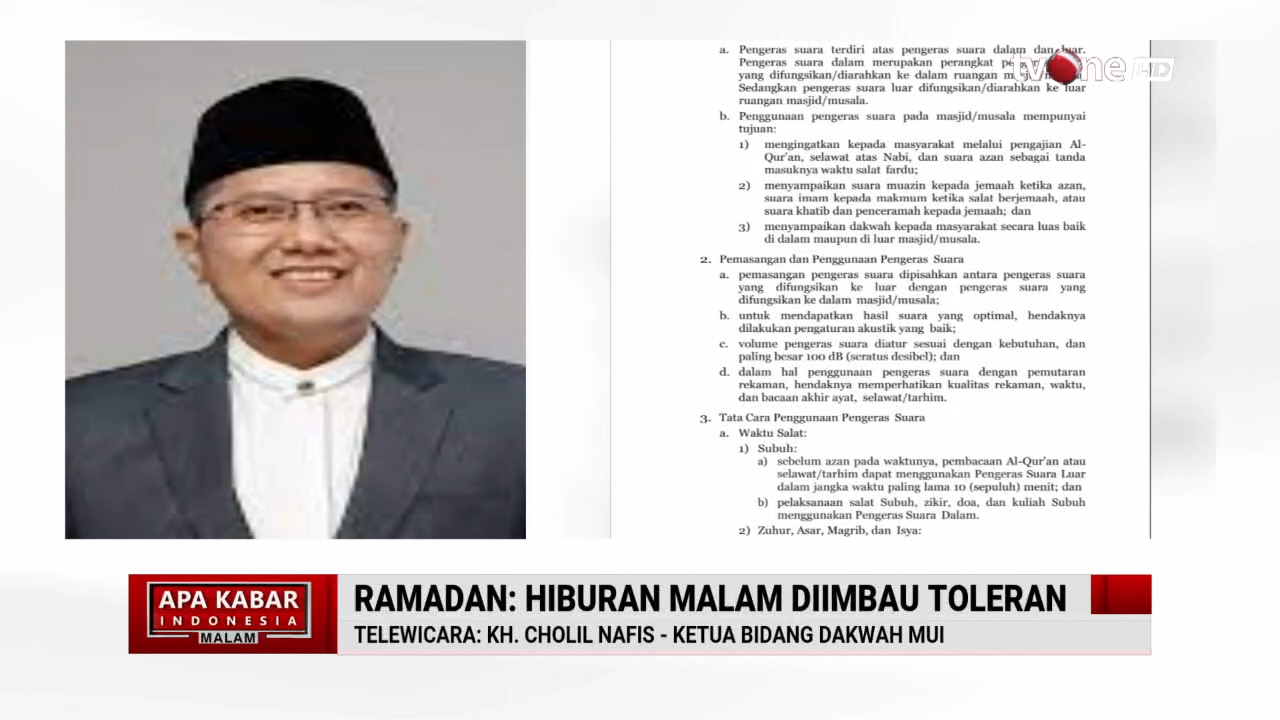 a. Pengeras suara terdiri atas pengeras suara dalam dan luar.
Pengeras suara dalam merupakan perangkat
yang difungsikan/diarahkan ke dalam ruangan
Sedangkan pengeras suara luar difungsikan/diarahkan ke luar
ruangan masjid/musala.
b. Penggunaan pengeras suara pada masjid/musala mempunyai
tujuan:
1) mengingatkan kepada masyarakat melalui pengajian Al-
Qur'an, selawat atas Nabi, dan suara azan sebagai tanda
masuknya waktu salat fardu;
2) menyampaikan suara muazin kepada jemaah ketika azan,
suara imam kepada makmum ketika salat berjemaah, atau
suara khatib dan penceramah kepada jemaah; dan
3) menyampaikan dakwah kepada masyarakat secara luas baik
di dalam maupun di luar masjid/musala.
2. Pemasangan dan Penggunaan Pengeras Suara
a. pemasangan pengeras suara dipisahkan antara pengeras suara
yang difungsikan ke luar dengan pengeras suara yang
difungsikan ke dalam masjid/musala;
b. untuk mendapatkan hasil suara yang optimal, hendaknya
dilakukan pengaturan akustik yang baik;
c. volume pengeras suara diatur sesuai dengan kebutuhan, dan
paling besar 100 dB (seratus desibel); dan
d. dalam hal penggunaan pengeras suara dengan pemutaran
rekaman, hendaknya memperhatikan kualitas rekaman, waktu,
dan bacaan akhir ayat, selawat/tarhim.
3. Tata Cara Penggunaan Pengeras Suara
a. Waktu Salat:
1) Subuh:
a) sebelum azan pada waktunya, pembacaan Al-Qur'an atau
selawat/tarhim dapat menggunakan Pengeras Suara Luar
dalam jangka waktu paling lama 10 (sepuluh) menit; dan
b) pelaksanaan salat Subuh, zikir, doa, dan kuliah Subuh
menggunakan Pengeras Suara Dalam.
2) Zuhur, Asar, Magrib, dan Isya:
tvOne HD
APA KABAR
INDONESIA
MALAM
RAMADAN: HIBURAN MALAM DIIMBAU TOLERAN
TELEWICARA: KH. CHOLIL NAFIS - KETUA BIDANG DAKWAH MUI